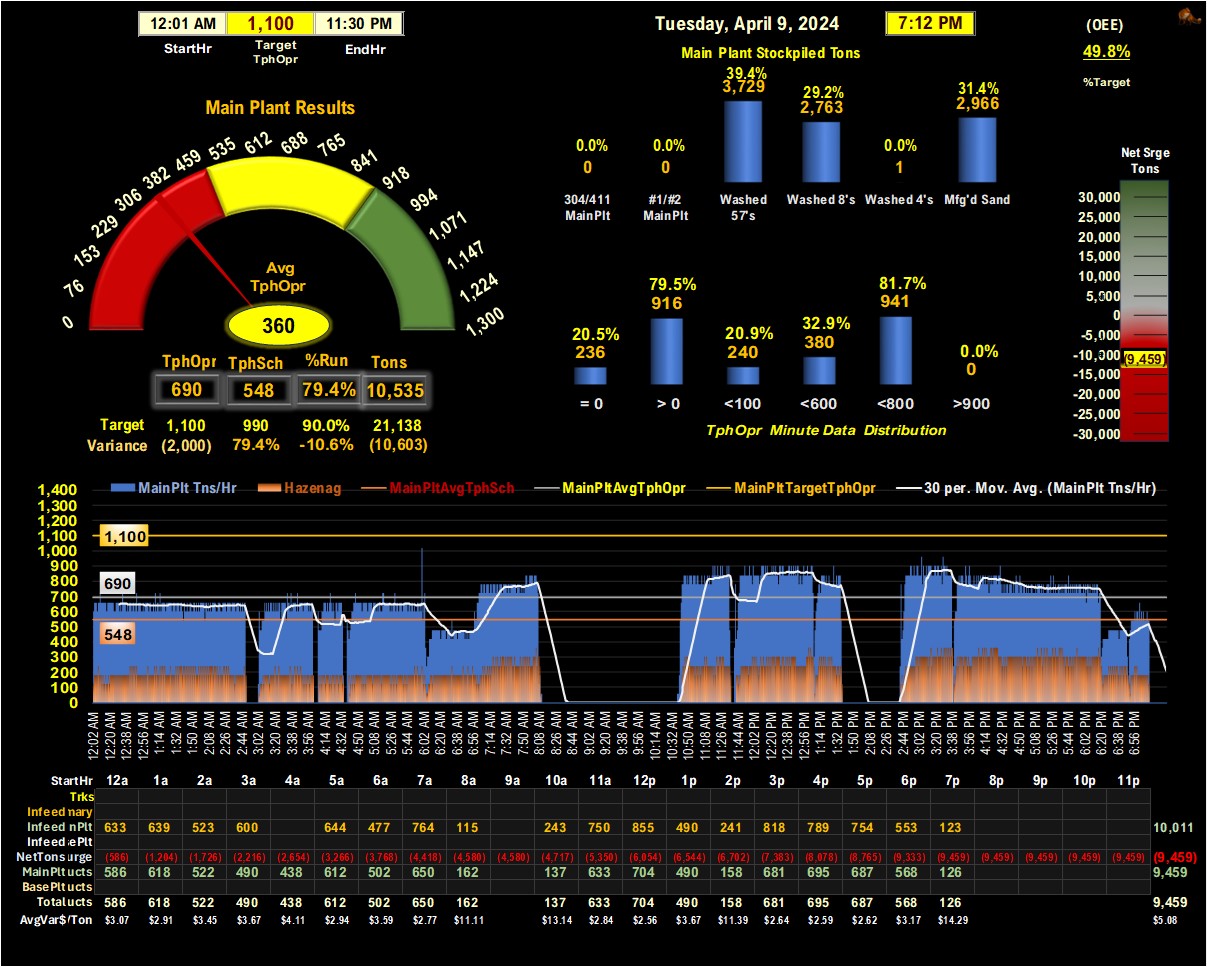 12:01 AM 1,100 11:30 PM
StartHr Target TphOpr EndHr
Tuesday, April 9, 2024 7:12 PM
(OEE)
49.8%
%Target
Main Plant Stockpiled Tons
0.0% 0.0% 39.4% 29.2% 0.0% 31.4%
0 0 3,729 2,763 1 2,966
304/411 MainPlt #1/#2 MainPlt Washed 57's Washed 8's Washed 4's Mfg'd Sand
Main Plant Results
0 76 153 229 306 382 459 535 612 688 765 841 918 994 1,071 1,147 1,224 1,300
Avg
TphOpr
360
TphOpr TphSch %Run Tons
690 548 79.4% 10,535
Target 1,100 990 90.0% 21,138
Variance (2,000) 79.4% -10.6% (10,603)
20.5% 79.5% 20.9% 32.9% 81.7% 0.0%
236 916 240 380 941 0
= 0 > 0 <100 <600 <800 >900
TphOpr Minute Data Distribution
Net Srge
Tons
30,000
25,000
20,000
15,000
10,000
5,000
0
-5,000
-10,000
(9,459)
-15,000
-20,000
-25,000
-30,000
MainPlt Tns/Hr Hazenag MainPltAvgTphSch MainPltAvgTphOpr MainPltTargetTphOpr 30 per. Mov. Avg. (MainPlt Tns/Hr)
1,400
1,300
1,200
1,100
1,000
900
800
700
600
500
400
300
200
100
0
1,100
690
548
12:02 AM 12:20 AM 12:38 AM 12:56 AM 1:14 AM 1:32 AM 1:50 AM 2:08 AM 2:26 AM 2:44 AM 3:02 AM 3:20 AM 3:38 AM 3:56 AM 4:14 AM 4:32 AM 4:50 AM 5:08 AM 5:26 AM 5:44 AM 6:02 AM 6:20 AM 6:38 AM 6:56 AM 7:14 AM 7:32 AM 7:50 AM 8:08 AM 8:26 AM 8:44 AM 9:02 AM 9:20 AM 9:38 AM 9:56 AM 10:14 AM 10:32 AM 10:50 AM 11:08 AM 11:26 AM 11:44 AM 12:02 PM 12:20 PM 12:38 PM 12:56 PM 1:14 PM 1:32 PM 1:50 PM 2:08 PM 2:26 PM 2:44 PM 3:02 PM 3:20 PM 3:38 PM 3:56 PM 4:14 PM 4:32 PM 4:50 PM 5:08 PM 5:26 PM 5:44 PM 6:02 PM 6:20 PM 6:38 PM 6:56 PM
StartHr 12a 1a 2a 3a 4a 5a 6a 7a 8a 9a 10a 11a 12p 1p 2p 3p 4p 5p 6p 7p 8p 9p 10p 11p
Trks
Infeed mary
Infeed nPlt 633 639 523 600 644 477 764 115 243 750 855 490 241 818 789 754 553 123 10,011
Infeed ePlt
NetTonsurge (586) (1,204) (1,726) (2,216) (2,654) (3,266) (3,768) (4,418) (4,580) (4,580) (4,717) (5,350) (6,054) (6,544) (6,702) (7,383) (8,078) (8,765) (9,333) (9,459) (9,459) (9,459) (9,459) (9,459) (9,459)
MainPlt ucts 586 618 522 490 438 612 502 650 162 137 633 704 490 158 681 695 687 568 126 9,459
BasePlt ucts
Totalucts 586 618 522 490 438 612 502 650 162 137 633 704 490 158 681 695 687 568 126 9,459
AvgVar$/Ton $3.07 $2.91 $3.45 $3.67 $4.11 $2.94 $3.59 $2.77 $11.11 $13.14 $2.84 $2.56 $3.67 $11.39 $2.64 $2.59 $2.62 $3.17 $14.29 $5.08